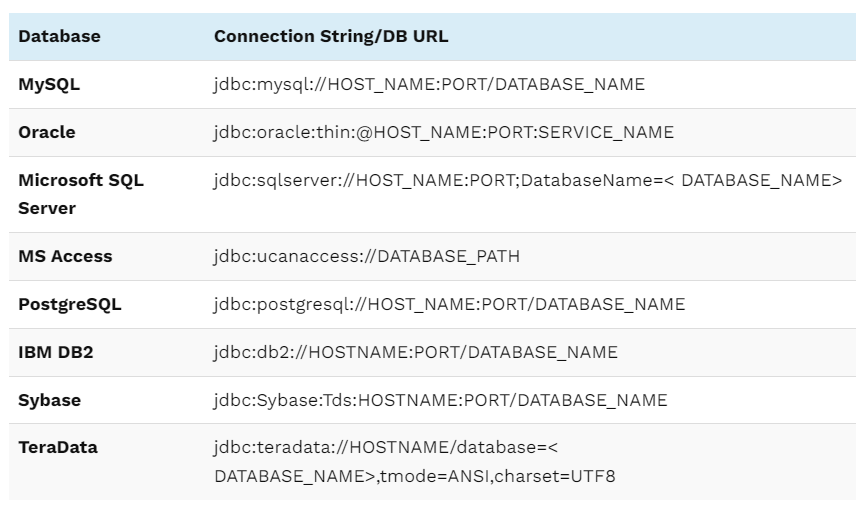 Database Connection String/DB URL
MySQL jdbc:mysql://HOST_NAME:PORT/DATABASE_NAME
Oracle jdbc:oracle:thin:@HOST_NAME:PORT:SERVICE_NAME
Microsoft SQL jdbc:sqlserver://HOST_NAME:PORT;DatabaseName=< DATABASE_NAME>
Server
MS Access jdbc:ucanaccess://DATABASE_PATH
PostgreSQL jdbc:postgresql://HOST_NAME:PORT/DATABASE_NAME
IBM DB2 jdbc:db2://HOSTNAME:PORT/DATABASE_NAME
Sybase jdbc:Sybase:Tds:HOSTNAME:PORT/DATABASE_NAME
TeraData jdbc:teradata://HOSTNAME/database=<
DATABASE_NAME>,tmode=ANSI,charset=UTF8